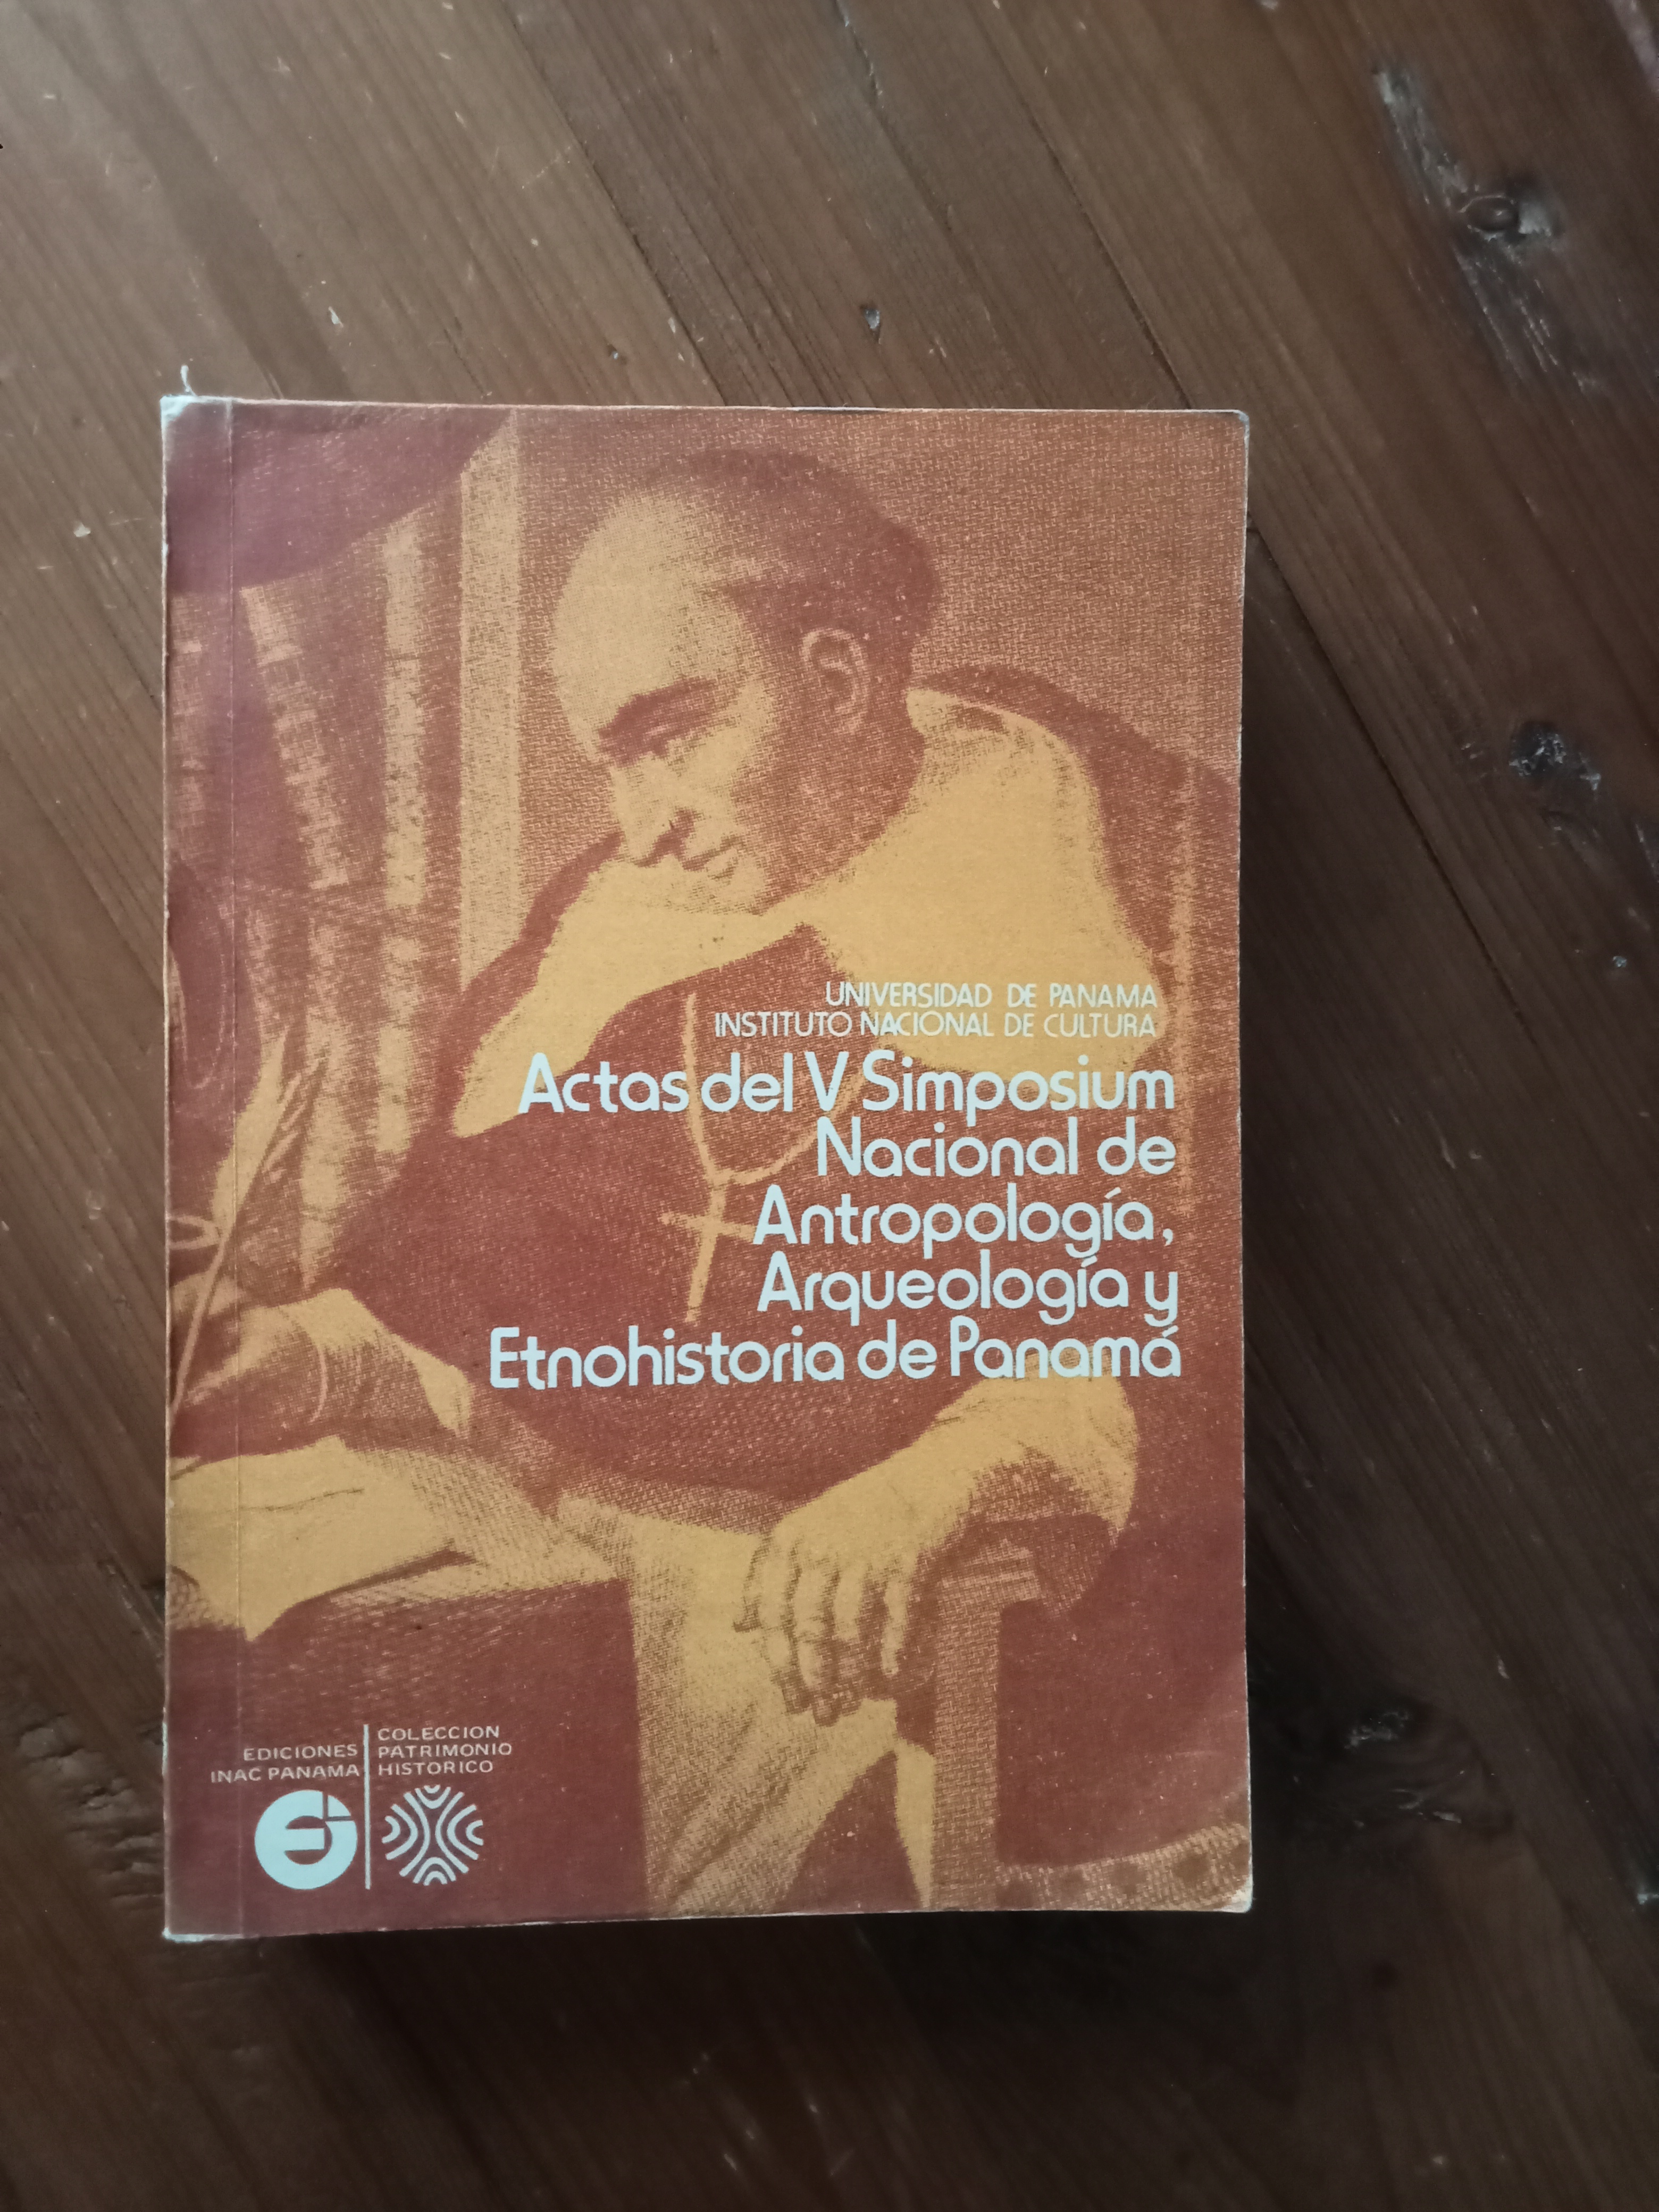 UNIVERSIDAD DE PANAMA
INSTITUTO NACIONAL DE CULTURA
Actas del V Simposium
Nacional de
Antropología,
Arqueología y
Etnohistoria de Panamá
EDICIONES
INAC PANAMA
COLECCION
PATRIMONIO
HISTORICO